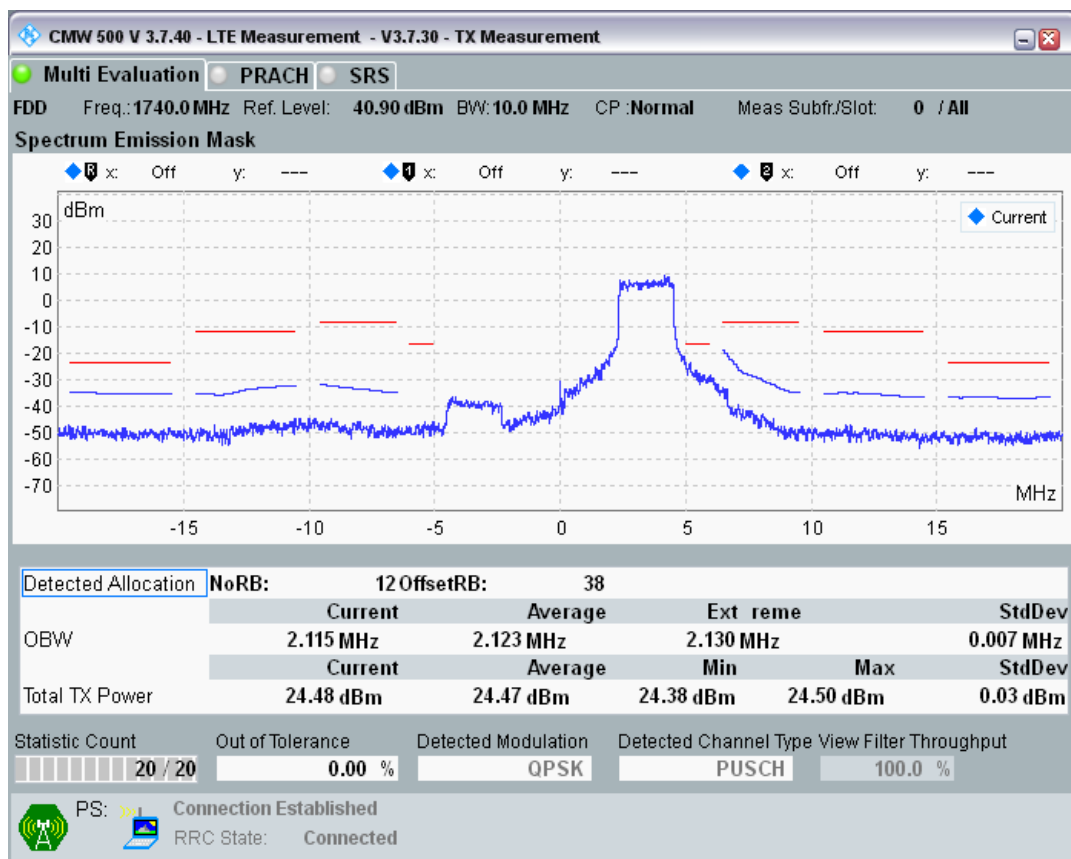 CMW 500 V 3.7.40 - LTE Measurement - V3.7.30 - TX Measurement
Multi Evaluation PRACH SRS
FDD Freq.: 1740.0 MHz Ref. Level: 40.90 dBm BW: 10.0 MHz CP :Normal Meas Subfr./Slot: 0 / All
Spectrum Emission Mask
R x: Off y: --- 1 x: Off y: --- 2 x: Off y: ---
dBm
Current
30
20
10
0
-10
-20
-30
-40
-50
-60
-70
MHz
-15 -10 -5 0 5 10 15
Detected Allocation NoRB: 12 OffsetRB: 38
Current Average Ext reme StdDev
OBW 2.115 MHz 2.123 MHz 2.130 MHz 0.007 MHz
Current Average Min Max StdDev
Total TX Power 24.48 dBm 24.47 dBm 24.38 dBm 24.50 dBm 0.03 dBm
Statistic Count Out of Tolerance Detected Modulation Detected Channel Type View Filter Throughput
20 / 20 0.00 % QPSK PUSCH 100.0 %
PS: Connection Established
RRC State: Connected